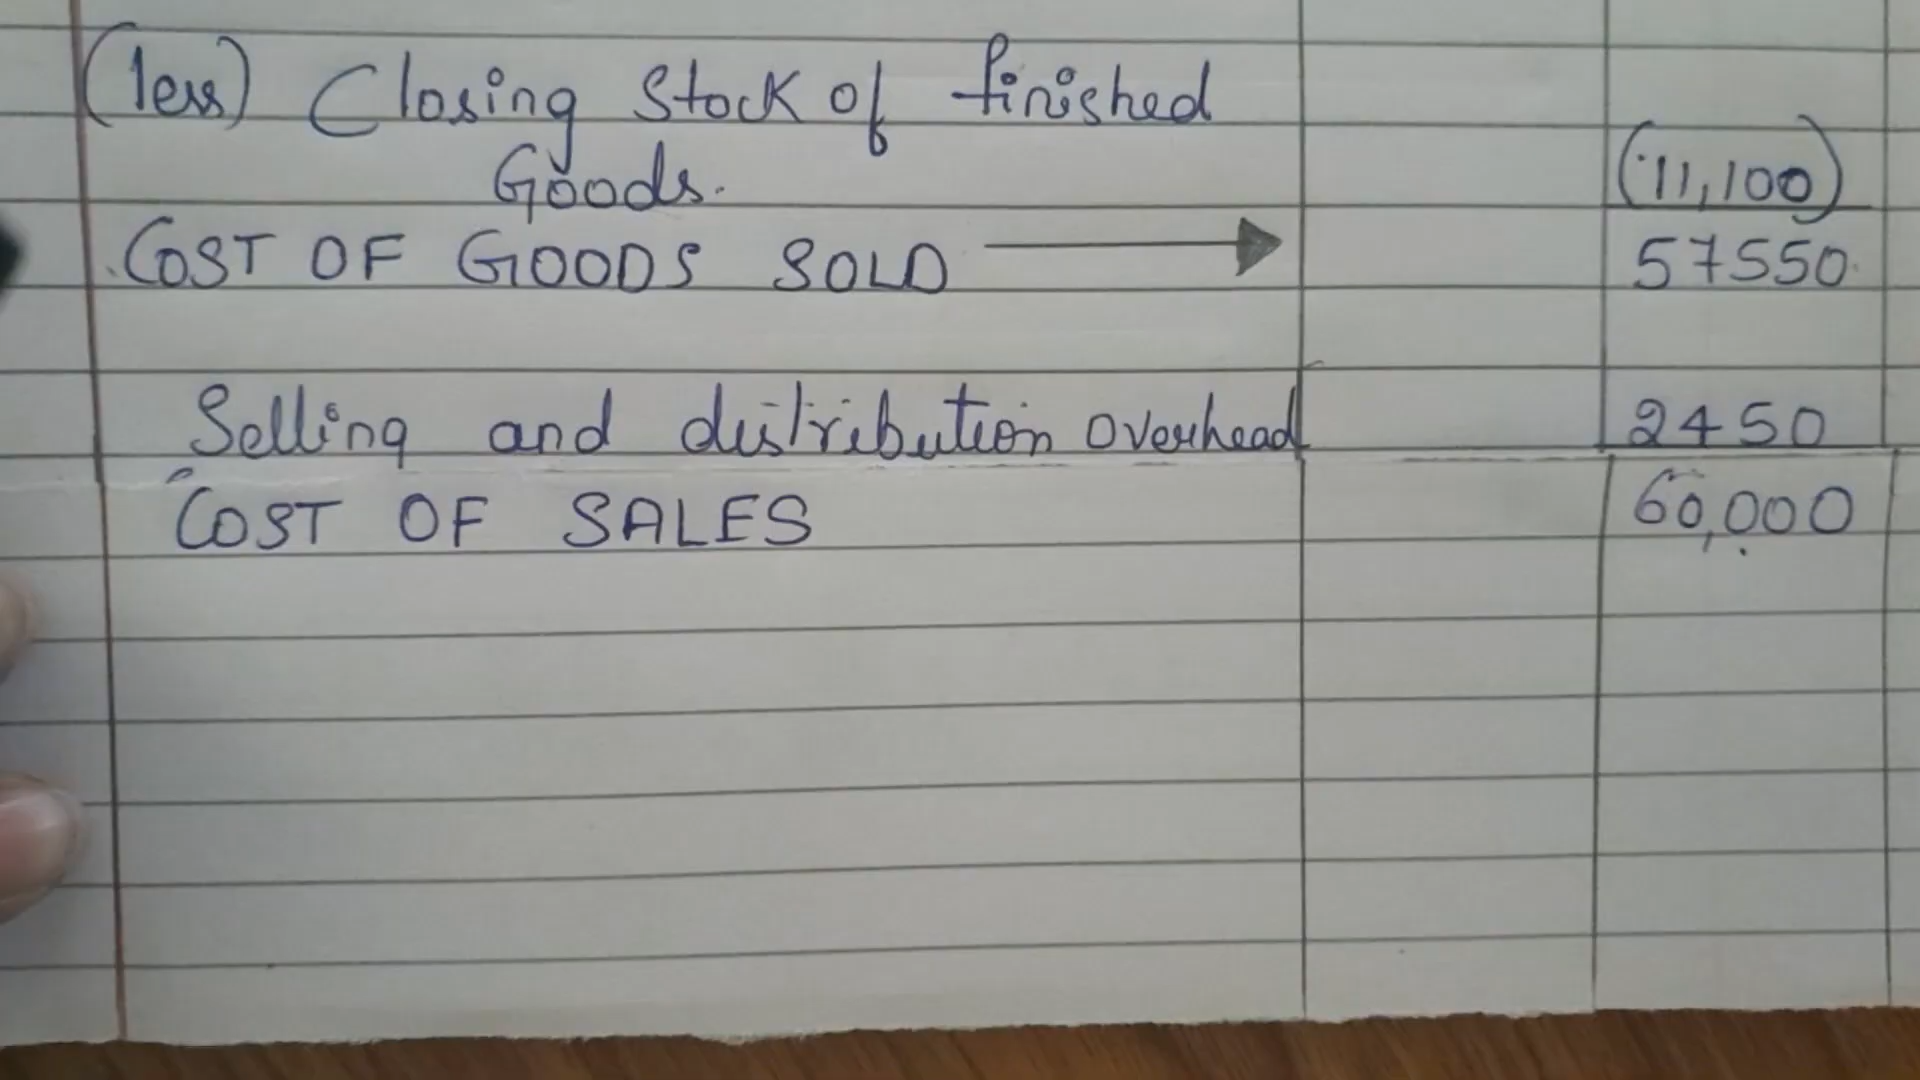 (less) Closing Stock of finished
Goods. (11,100)
COST OF GOODS SOLD 57550
Selling and distribution overhead 2450
COST OF SALES 60,000